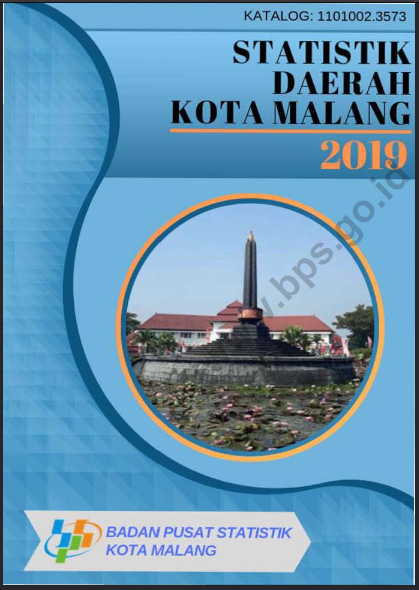 KATALOG: 1101002.3573
STATISTIK
DAERAH
KOTA MALANG
2019
www.bps.go.id
BADAN PUSAT STATISTIK
KOTA MALANG